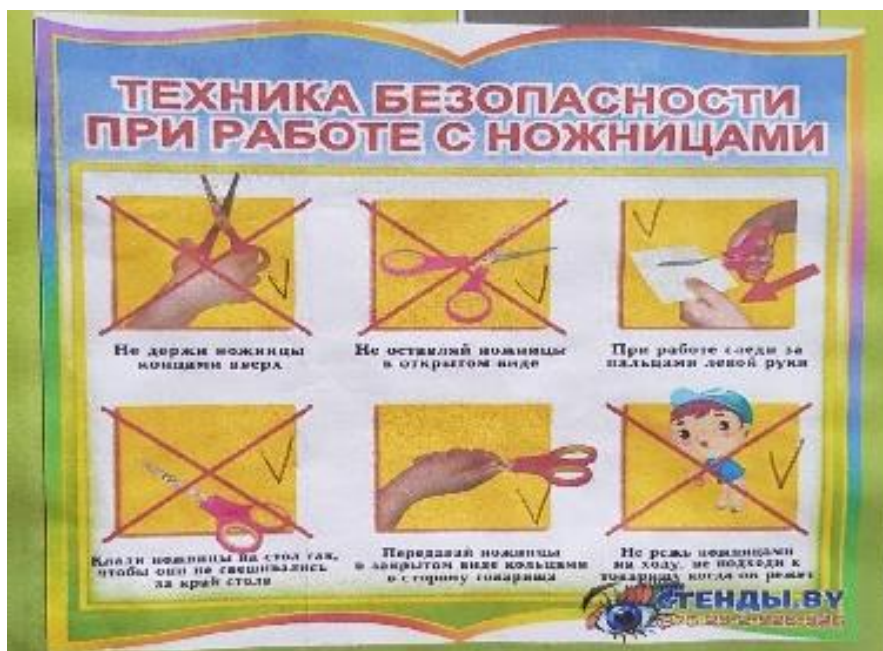 ТЕХНИКА БЕЗОПАСНОСТИ
ПРИ РАБОТЕ С НОЖНИЦАМИ
Не держи ножницы
концами вверх
Не оставляй ножницы
в открытом виде
При работе следи за
пальцами левой руки
Клади ножницы на стол так,
чтобы они не свешивались
за край стола
Передавай ножницы
в закрытом виде кольцами
в сторону товарища
Не режь ножницами
на ходу, не подходи к
товарищу когда он режет
СТЕНДЫ.BY